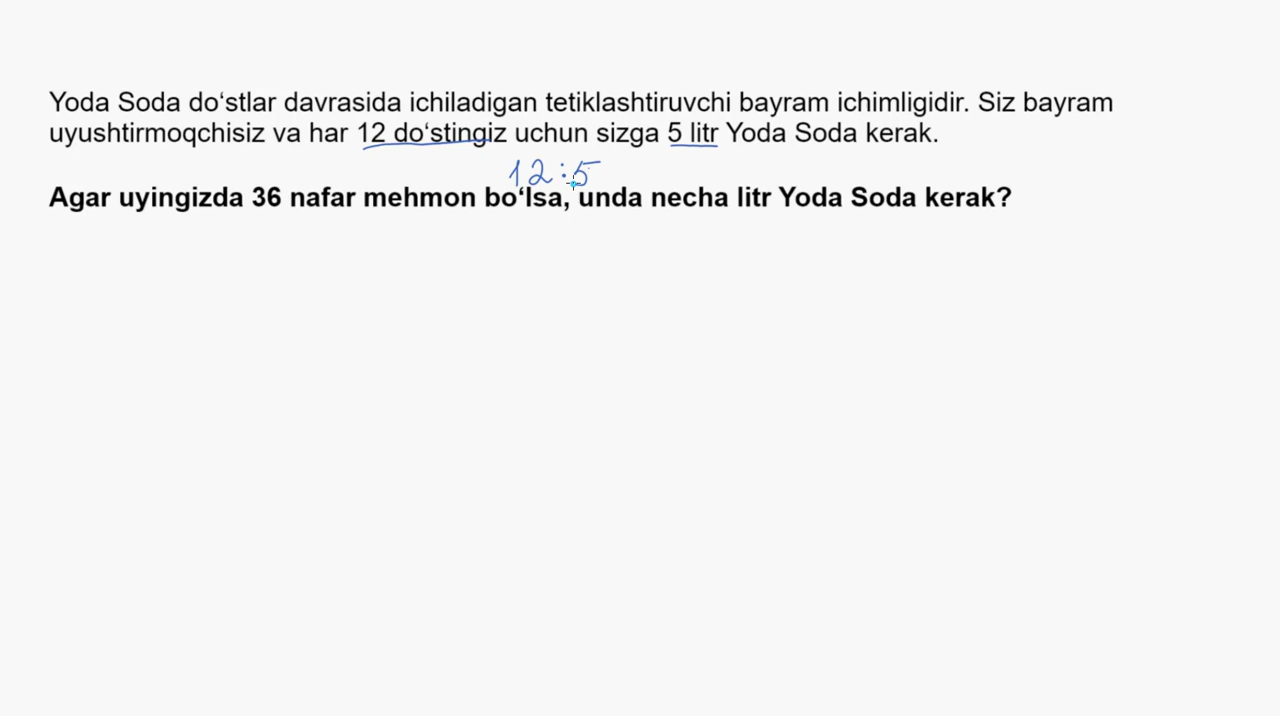 Yoda Soda do‘stlar davrasida ichiladigan tetiklashtiruvchi bayram ichimligidir. Siz bayram
uyushtirmoqchisiz va har 12 do‘stingiz uchun sizga 5 litr Yoda Soda kerak.
12:5
Agar uyingizda 36 nafar mehmon bo‘lsa, unda necha litr Yoda Soda kerak?